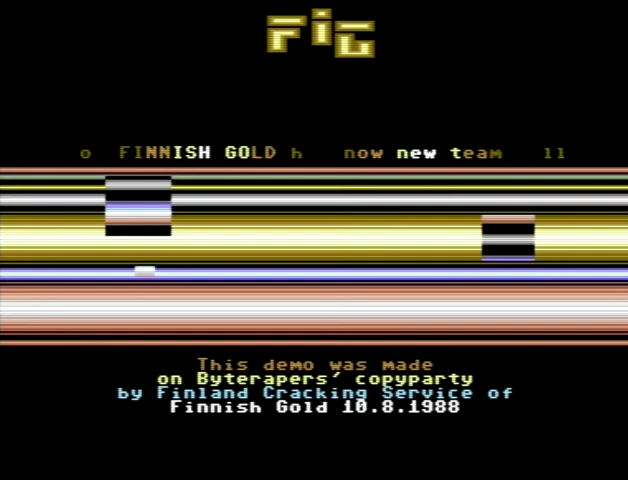 FiG
o FINNISH GOLD h now new team ll
This demo was made
on Byterapers' copyparty
by Finland Cracking Service of
Finnish Gold 10.8.1988